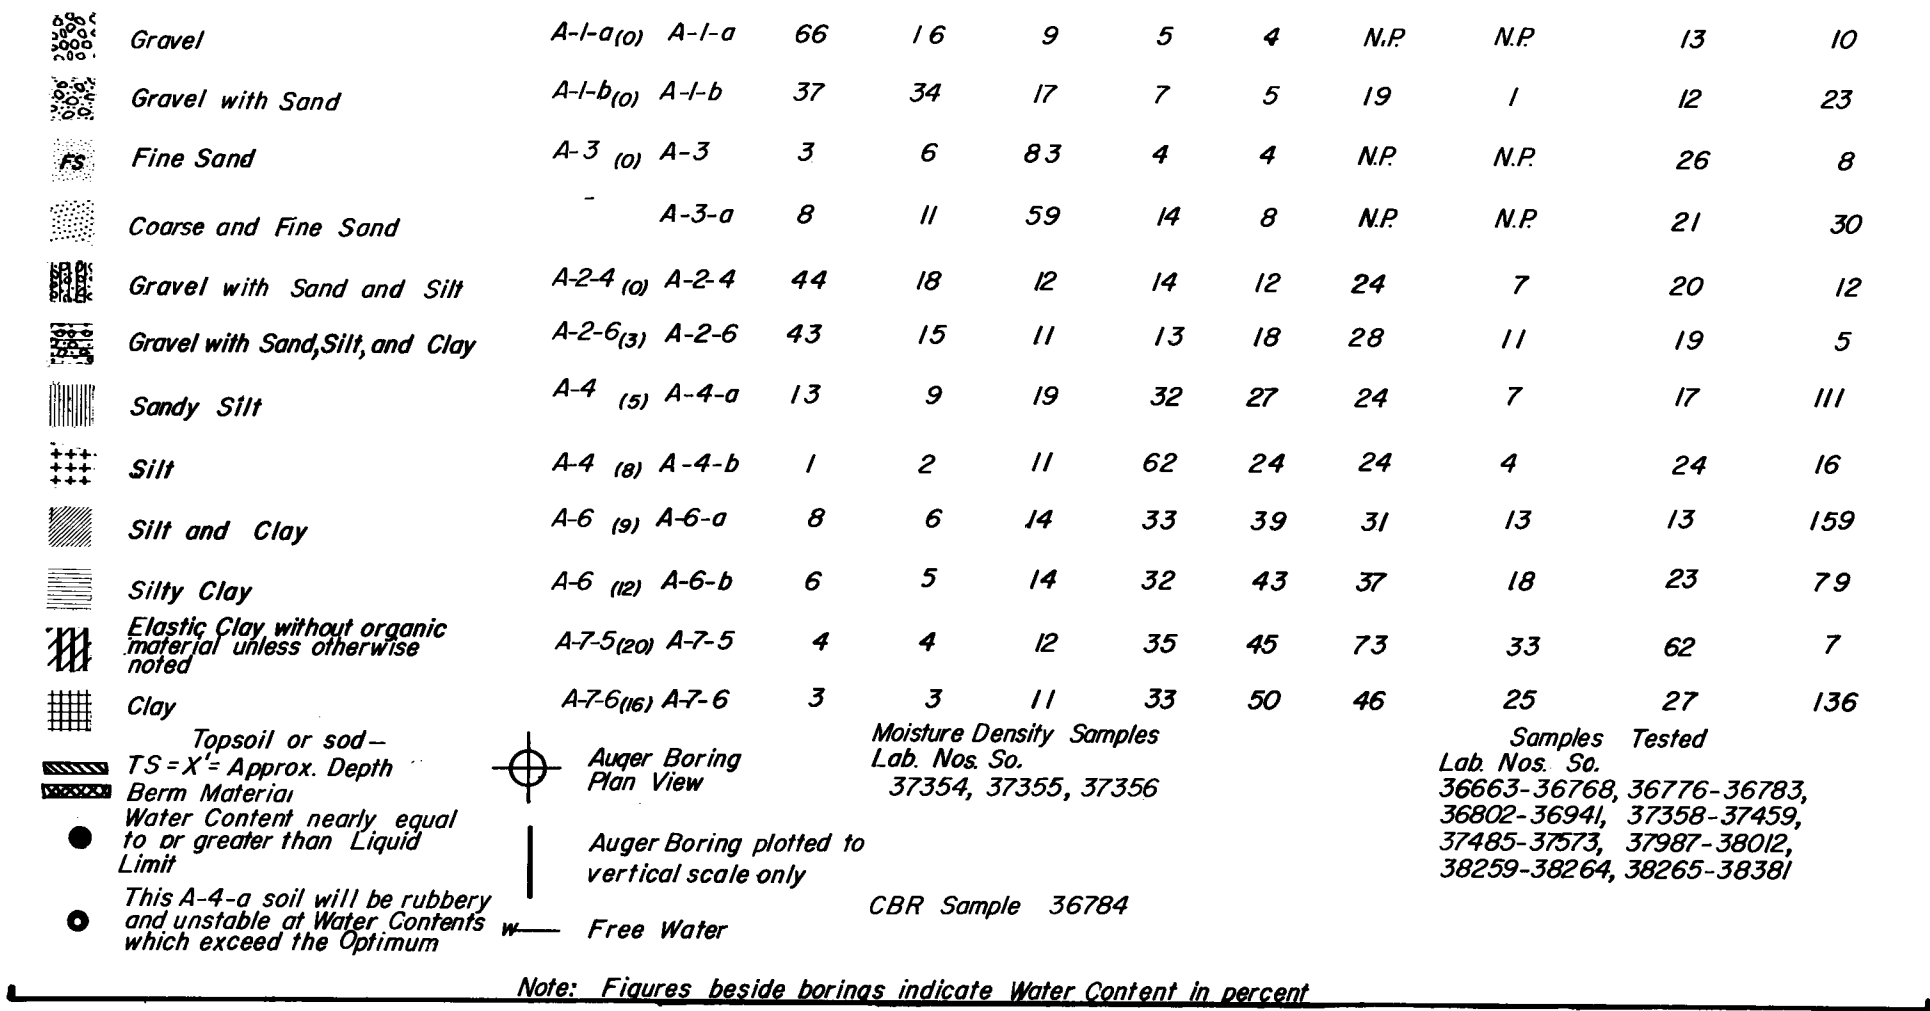 Gravel A-1-a(0) A-1-a 66 16 9 5 4 N.P. N.P. 13 10
Gravel with Sand A-1-b(0) A-1-b 37 34 17 7 5 19 1 12 23
FS Fine Sand A-3 (0) A-3 3 6 83 4 4 N.P. N.P. 26 8
Coarse and Fine Sand - A-3-a 8 11 59 14 8 N.P. N.P. 21 30
Gravel with Sand and Silt A-2-4 (0) A-2-4 44 18 12 14 12 24 7 20 12
Gravel with Sand, Silt, and Clay A-2-6(3) A-2-6 43 15 11 13 18 28 11 19 5
Sandy Silt A-4 (5) A-4-a 13 9 19 32 27 24 7 17 111
Silt A-4 (8) A-4-b 1 2 11 62 24 24 4 24 16
Silt and Clay A-6 (9) A-6-a 8 6 14 33 39 31 13 13 159
Silty Clay A-6 (12) A-6-b 6 5 14 32 43 37 18 23 79
Elastic Clay without organic
material unless otherwise A-7-5(20) A-7-5 4 4 12 35 45 73 33 62 7
noted
Clay A-7-6(16) A-7-6 3 3 11 33 50 46 25 27 136
Topsoil or sod—
TS = X' = Approx. Depth
Berm Material
Water Content nearly equal
to or greater than Liquid
Limit
This A-4-a soil will be rubbery
and unstable at Water Contents
which exceed the Optimum
Auger Boring
Plan View
Auger Boring plotted to
vertical scale only
w Free Water
Moisture Density Samples
Lab. Nos. So.
37354, 37355, 37356
CBR Sample 36784
Samples Tested
Lab. Nos. So.
36663-36768, 36776-36783,
36802-36941, 37358-37459,
37485-37573, 37987-38012,
38259-38264, 38265-38381
Note: Figures beside borings indicate Water Content in percent